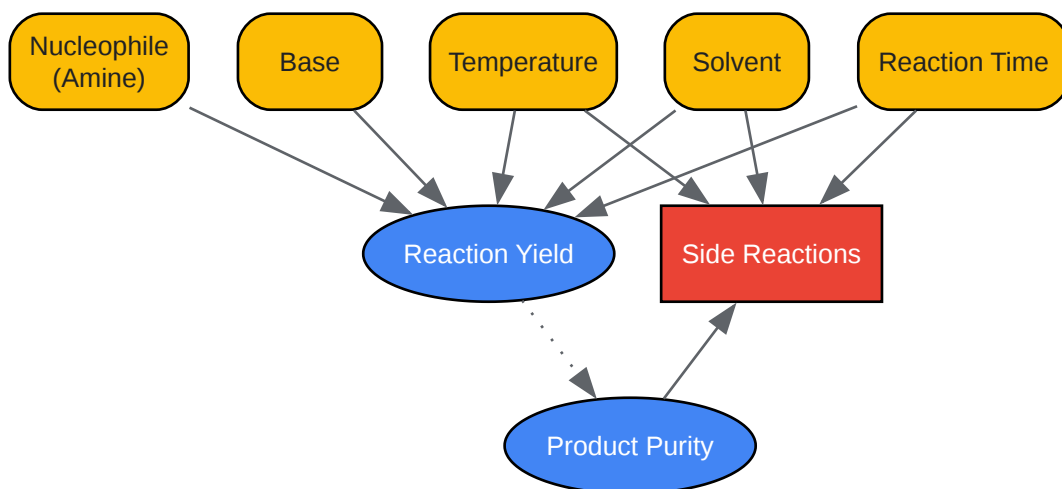 Nucleophile
(Amine)
Base
Temperature
Solvent
Reaction Time
Reaction Yield
Side Reactions
Product Purity